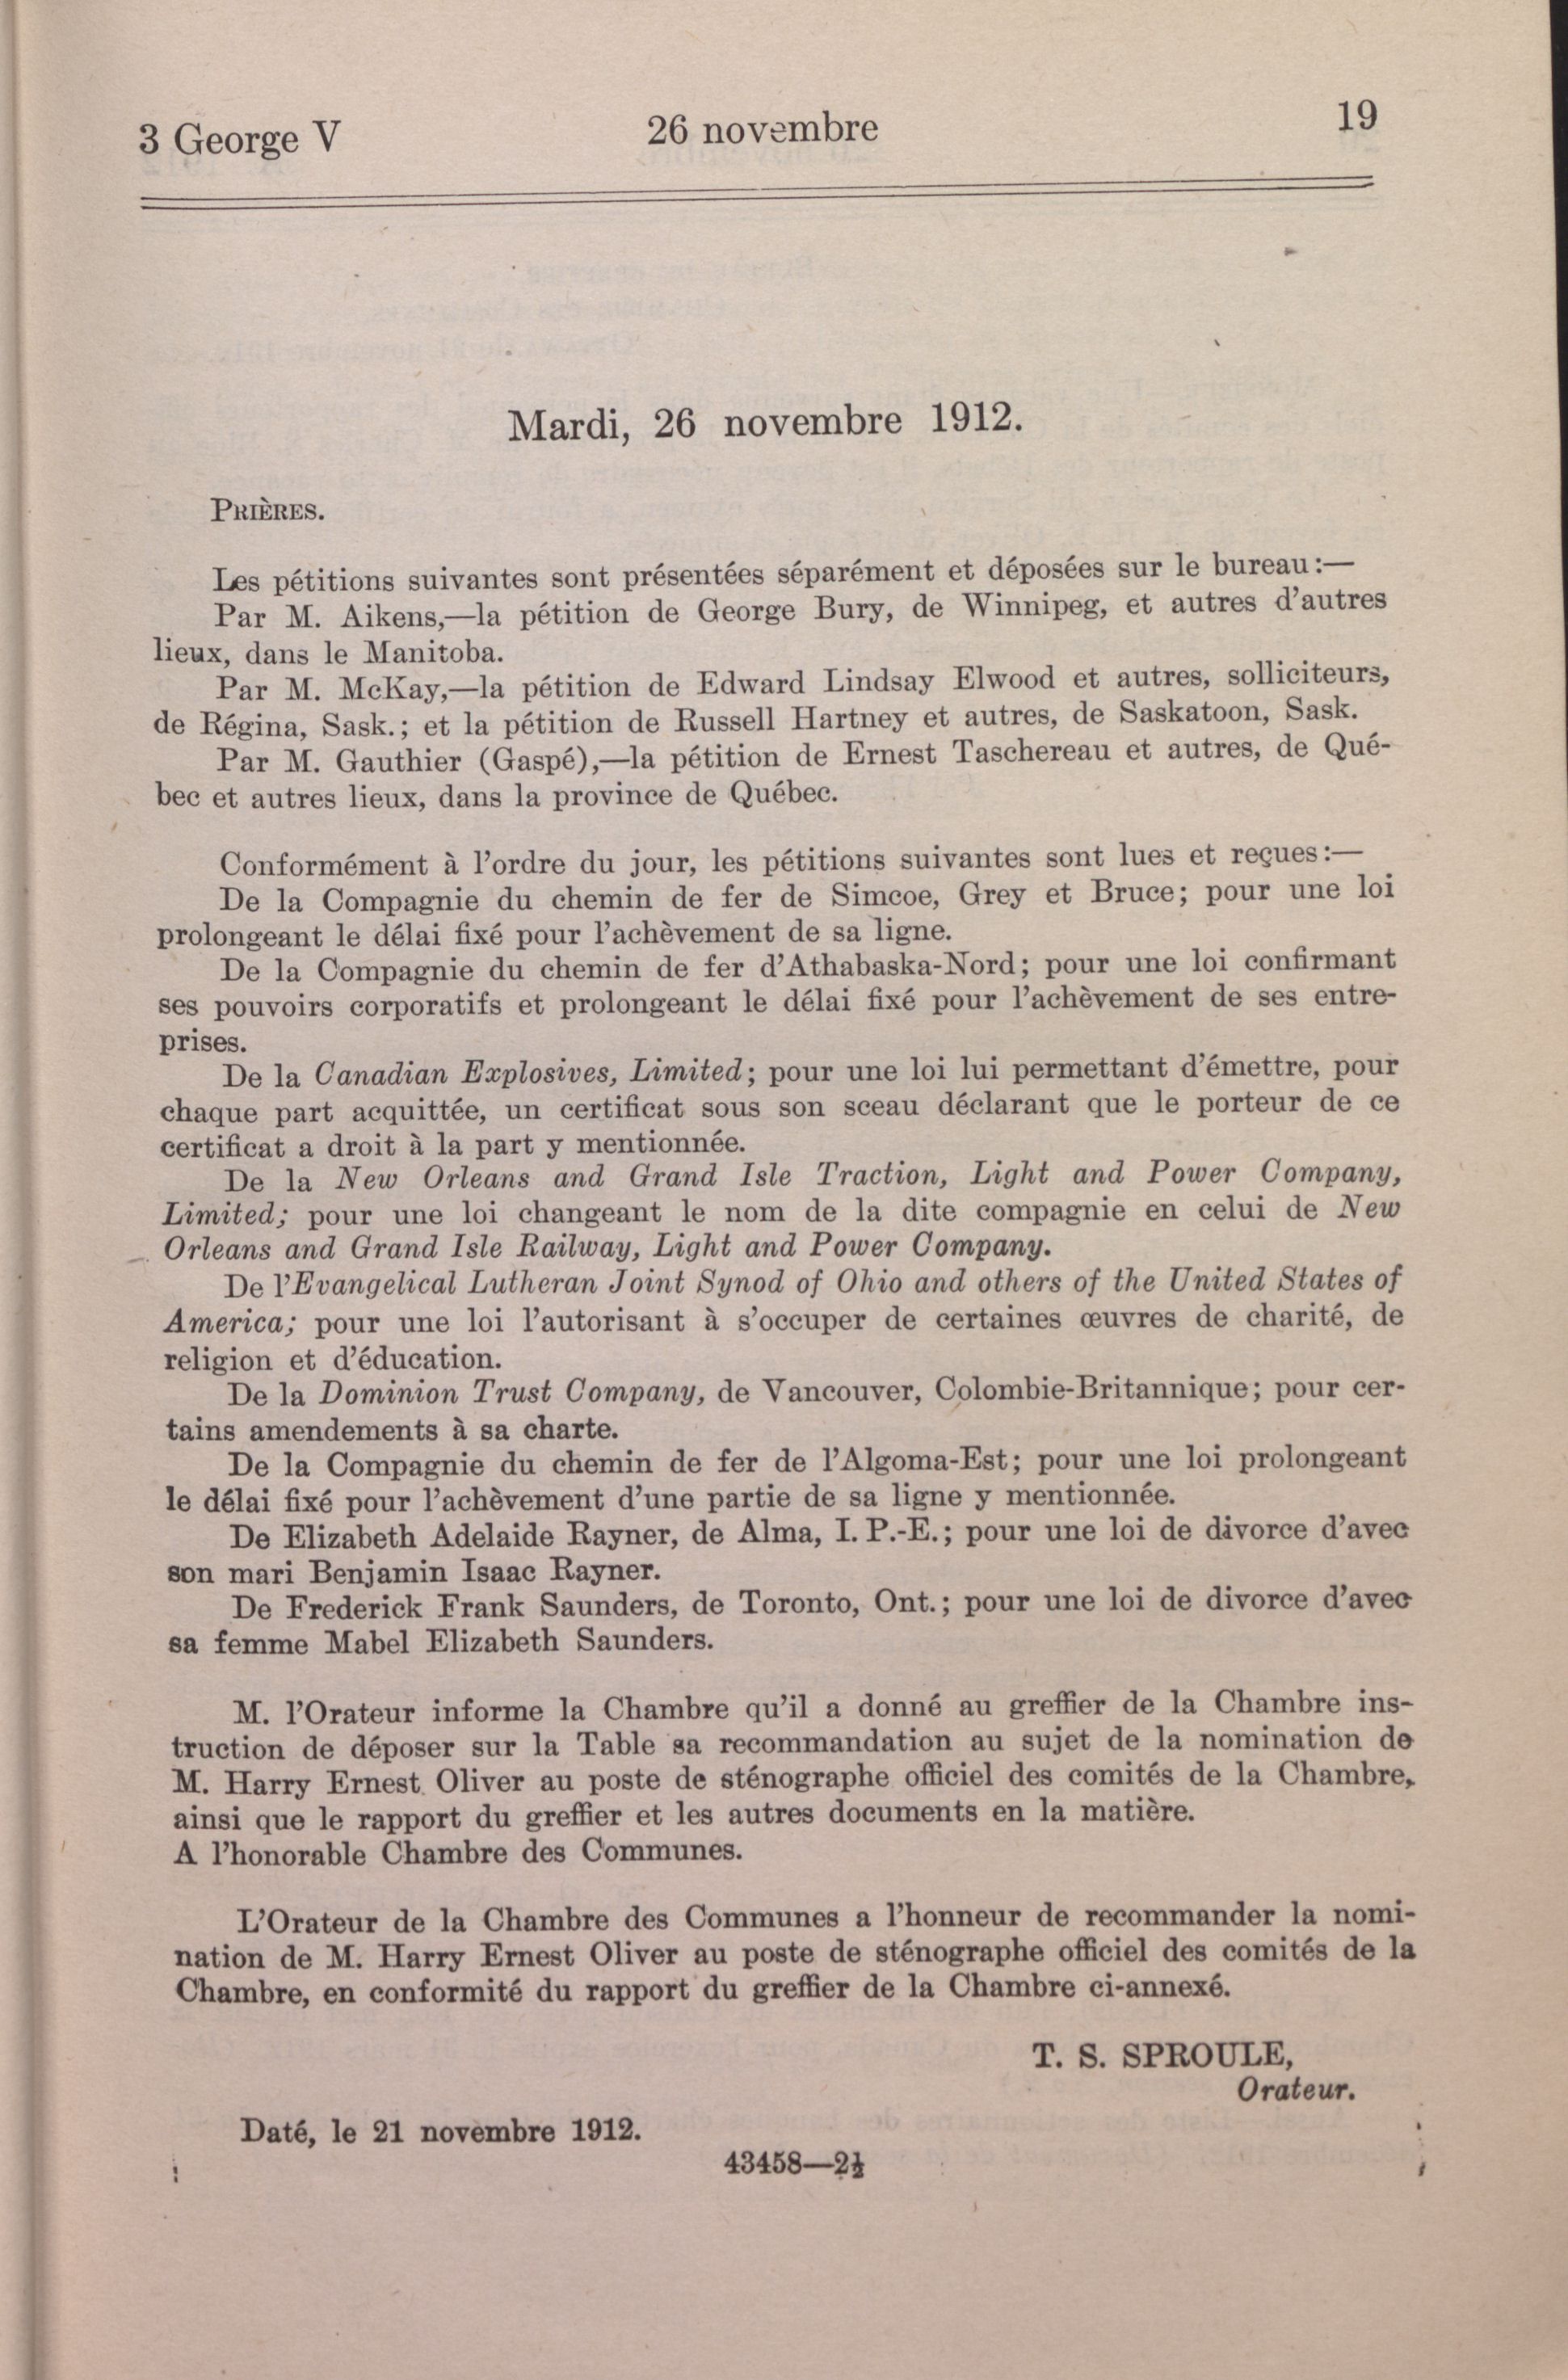 3 George V
26 novembre
19
Mardi, 26 novembre 1912.
PRIÈRES.
Les pétitions suivantes sont présentées séparément et déposées sur le bureau:—
Par M. Aikens,—la pétition de George Bury, de Winnipeg, et autres d'autres
lieux, dans le Manitoba.
Par M. McKay,—la pétition de Edward Lindsay Elwood et autres, solliciteurs,
de Régina, Sask.; et la pétition de Russell Hartney et autres, de Saskatoon, Sask.
Par M. Gauthier (Gaspé),—la pétition de Ernest Taschereau et autres, de Qué-
bec et autres lieux, dans la province de Québec.
Conformément à l'ordre du jour, les pétitions suivantes sont lues et reçues:—
De la Compagnie du chemin de fer de Simcoe, Grey et Bruce; pour une loi
prolongeant le délai fixé pour l'achèvement de sa ligne.
De la Compagnie du chemin de fer d'Athabaska-Nord; pour une loi confirmant
ses pouvoirs corporatifs et prolongeant le délai fixé pour l'achèvement de ses entre-
prises.
De la Canadian Explosives, Limited; pour une loi lui permettant d'émettre, pour
chaque part acquittée, un certificat sous son sceau déclarant que le porteur de ce
certificat a droit à la part y mentionnée.
De la New Orleans and Grand Isle Traction, Light and Power Company,
Limited; pour une loi changeant le nom de la dite compagnie en celui de New
Orleans and Grand Isle Railway, Light and Power Company.
De l'Evangelical Lutheran Joint Synod of Ohio and others of the United States of
America; pour une loi l'autorisant à s'occuper de certaines œuvres de charité, de
religion et d'éducation.
De la Dominion Trust Company, de Vancouver, Colombie-Britannique; pour cer-
tains amendements à sa charte.
De la Compagnie du chemin de fer de l'Algoma-Est; pour une loi prolongeant
le délai fixé pour l'achèvement d'une partie de sa ligne y mentionnée.
De Elizabeth Adelaide Rayner, de Alma, I. P.-E.; pour une loi de divorce d'avec
son mari Benjamin Isaac Rayner.
De Frederick Frank Saunders, de Toronto, Ont.; pour une loi de divorce d'avec
sa femme Mabel Elizabeth Saunders.
M. l'Orateur informe la Chambre qu'il a donné au greffier de la Chambre ins-
truction de déposer sur la Table sa recommandation au sujet de la nomination de
M. Harry Ernest Oliver au poste de sténographe officiel des comités de la Chambre,
ainsi que le rapport du greffier et les autres documents en la matière.
A l'honorable Chambre des Communes.
L'Orateur de la Chambre des Communes a l'honneur de recommander la nomi-
nation de M. Harry Ernest Oliver au poste de sténographe officiel des comités de la
Chambre, en conformité du rapport du greffier de la Chambre ci-annexé.
T. S. SPROULE,
Orateur.
Daté, le 21 novembre 1912.
43458—2½